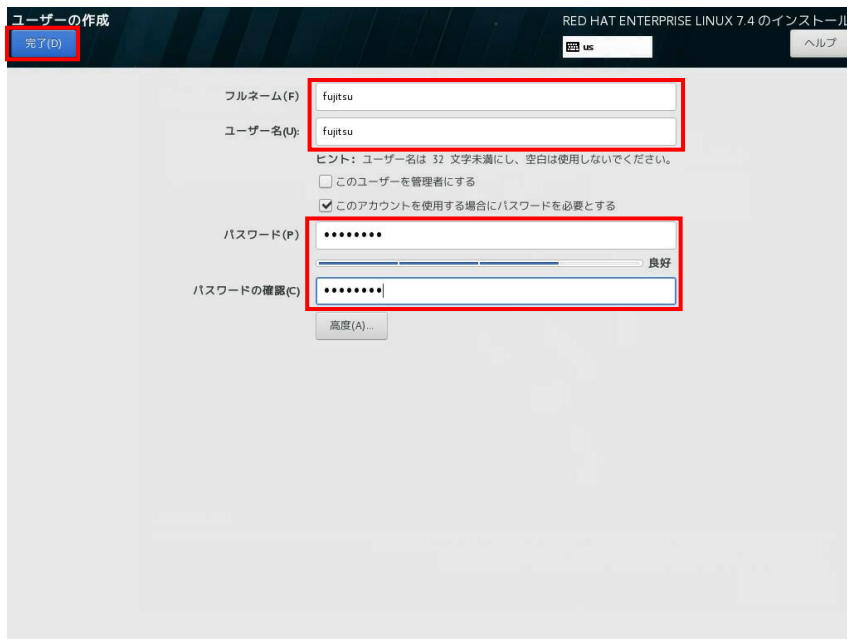 ユーザーの作成
RED HAT ENTERPRISE LINUX 7.4 のインストール
完了(D)
us
ヘルプ
フルネーム(F)
fujitsu
ユーザー名(U):
fujitsu
ヒント: ユーザー名は 32 文字未満にし、空白は使用しないでください。
このユーザーを管理者にする
このアカウントを使用する場合にパスワードを必要とする
パスワード(P)
••••••••
良好
パスワードの確認(C)
••••••••
高度(A)...